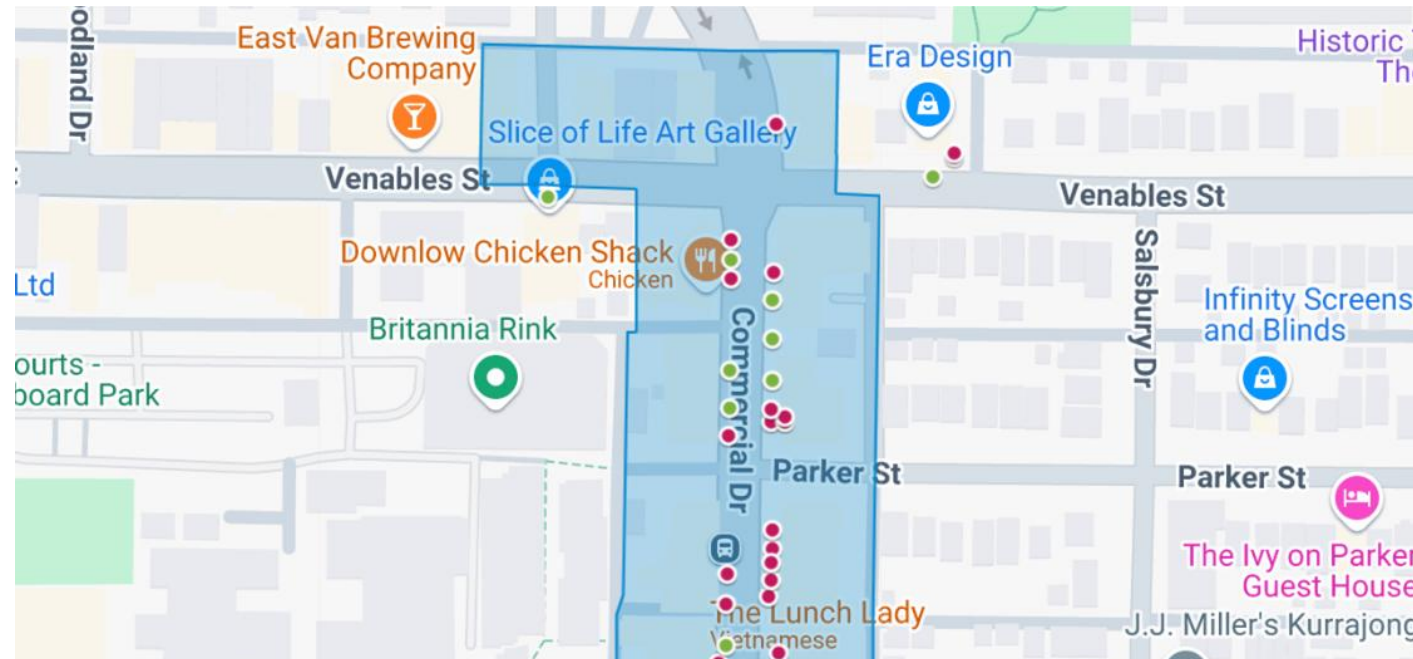 odland Dr
East Van Brewing
Company
Era Design
Historic
Th
Slice of Life Art Gallery
Venables St
Venables St
Downlow Chicken Shack
Chicken
Ltd
Britannia Rink
Commercial Dr
Salsbury Dr
Infinity Screens
and Blinds
ourts -
board Park
Parker St
Parker St
The Ivy on Parker
Guest House
The Lunch Lady
Vietnamese
J.J. Miller's Kurrajong